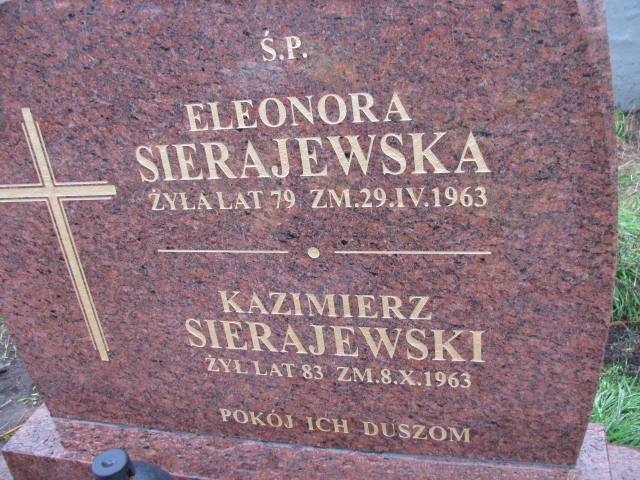 Ś.P.
ELEONORA
SIERAJEWSKA
ŻYŁA LAT 79 ZM.29.IV.1963
KAZIMIERZ
SIERAJEWSKI
ŻYŁ LAT 83 ZM.8.X.1963
POKÓJ ICH DUSZOM